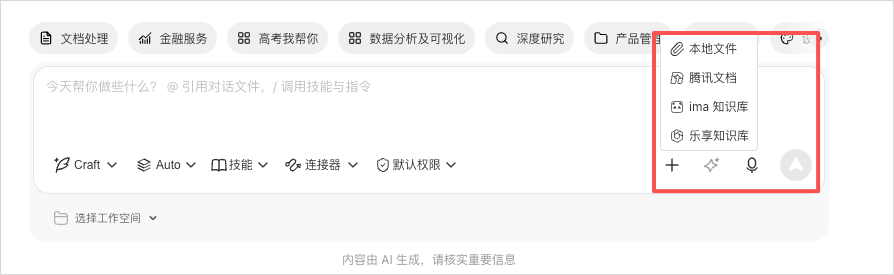 文档处理 金融服务 高考我帮你 数据分析及可视化 深度研究 产品管
今天帮你做些什么? @ 引用对话文件, / 调用技能与指令
本地文件
腾讯文档
ima 知识库
乐享知识库
Craft Auto 技能 连接器 默认权限
选择工作空间
内容由 AI 生成，请核实重要信息